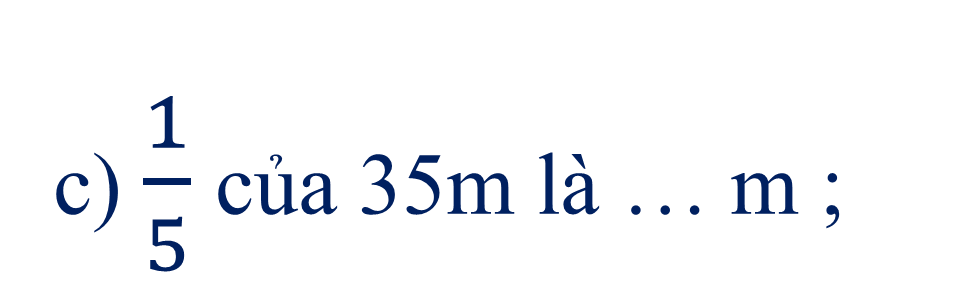 c) 1/5 của 35m là … m ;